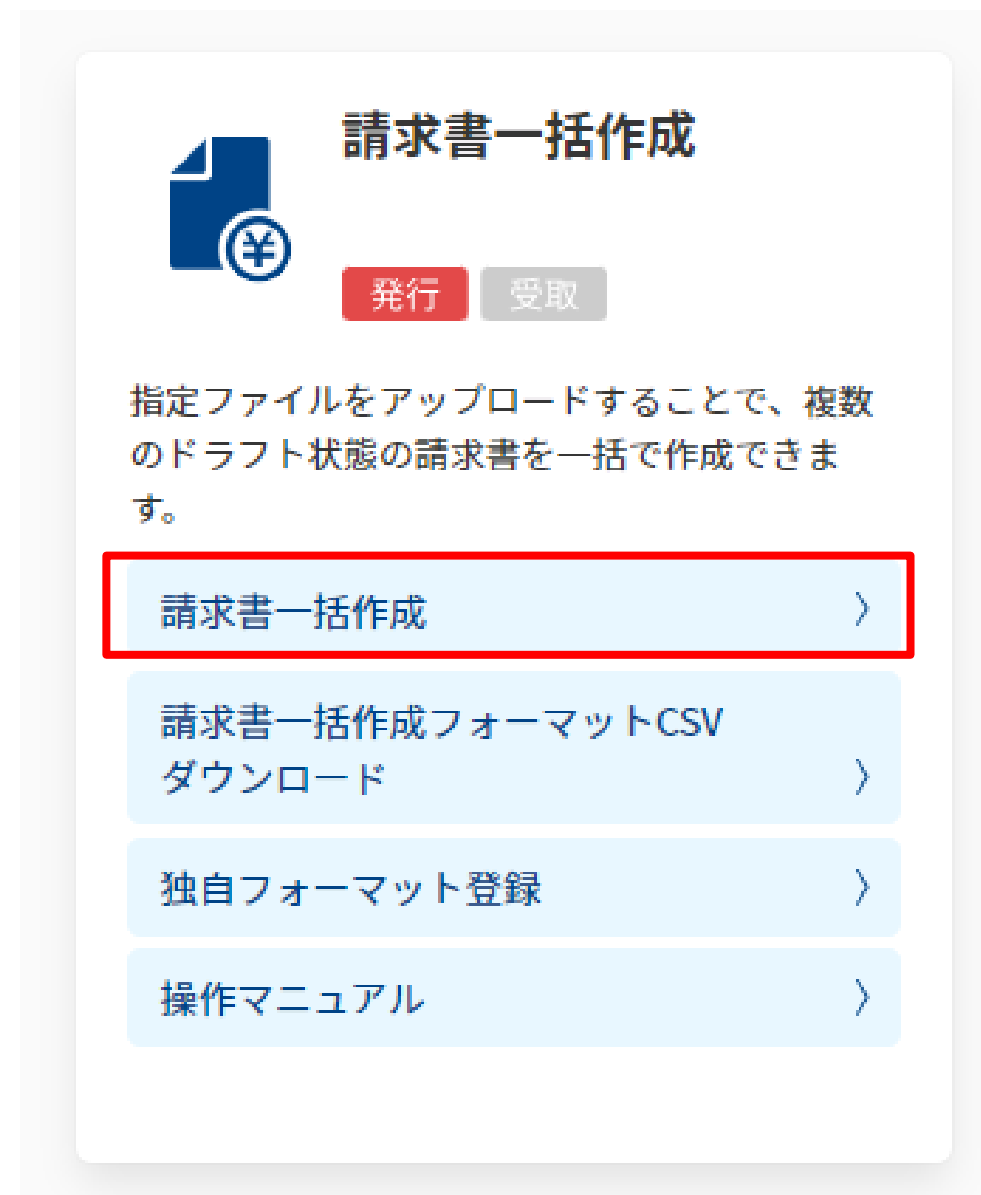 請求書一括作成
¥
発行 受取
指定ファイルをアップロードすることで、複数
のドラフト状態の請求書を一括で作成できま
す。
請求書一括作成 〉
請求書一括作成フォーマットCSV
ダウンロード 〉
独自フォーマット登録 〉
操作マニュアル 〉